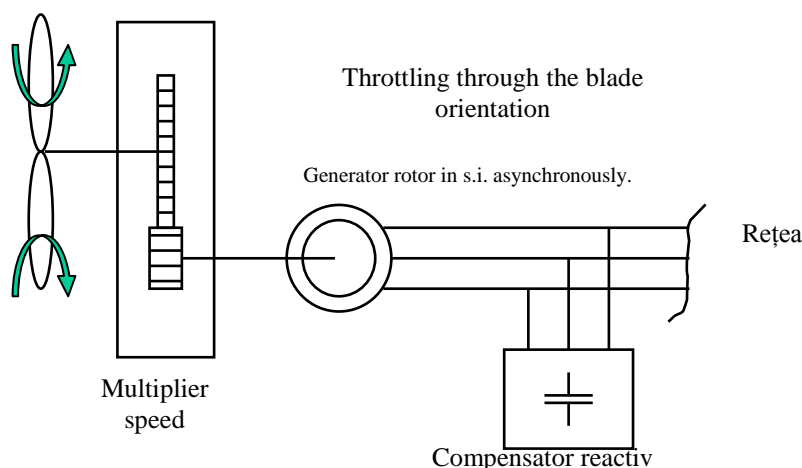 Throttling through the blade
orientation
Generator rotor in s.i. asynchronously.
Rețea
Multiplier
speed
Compensator reactiv